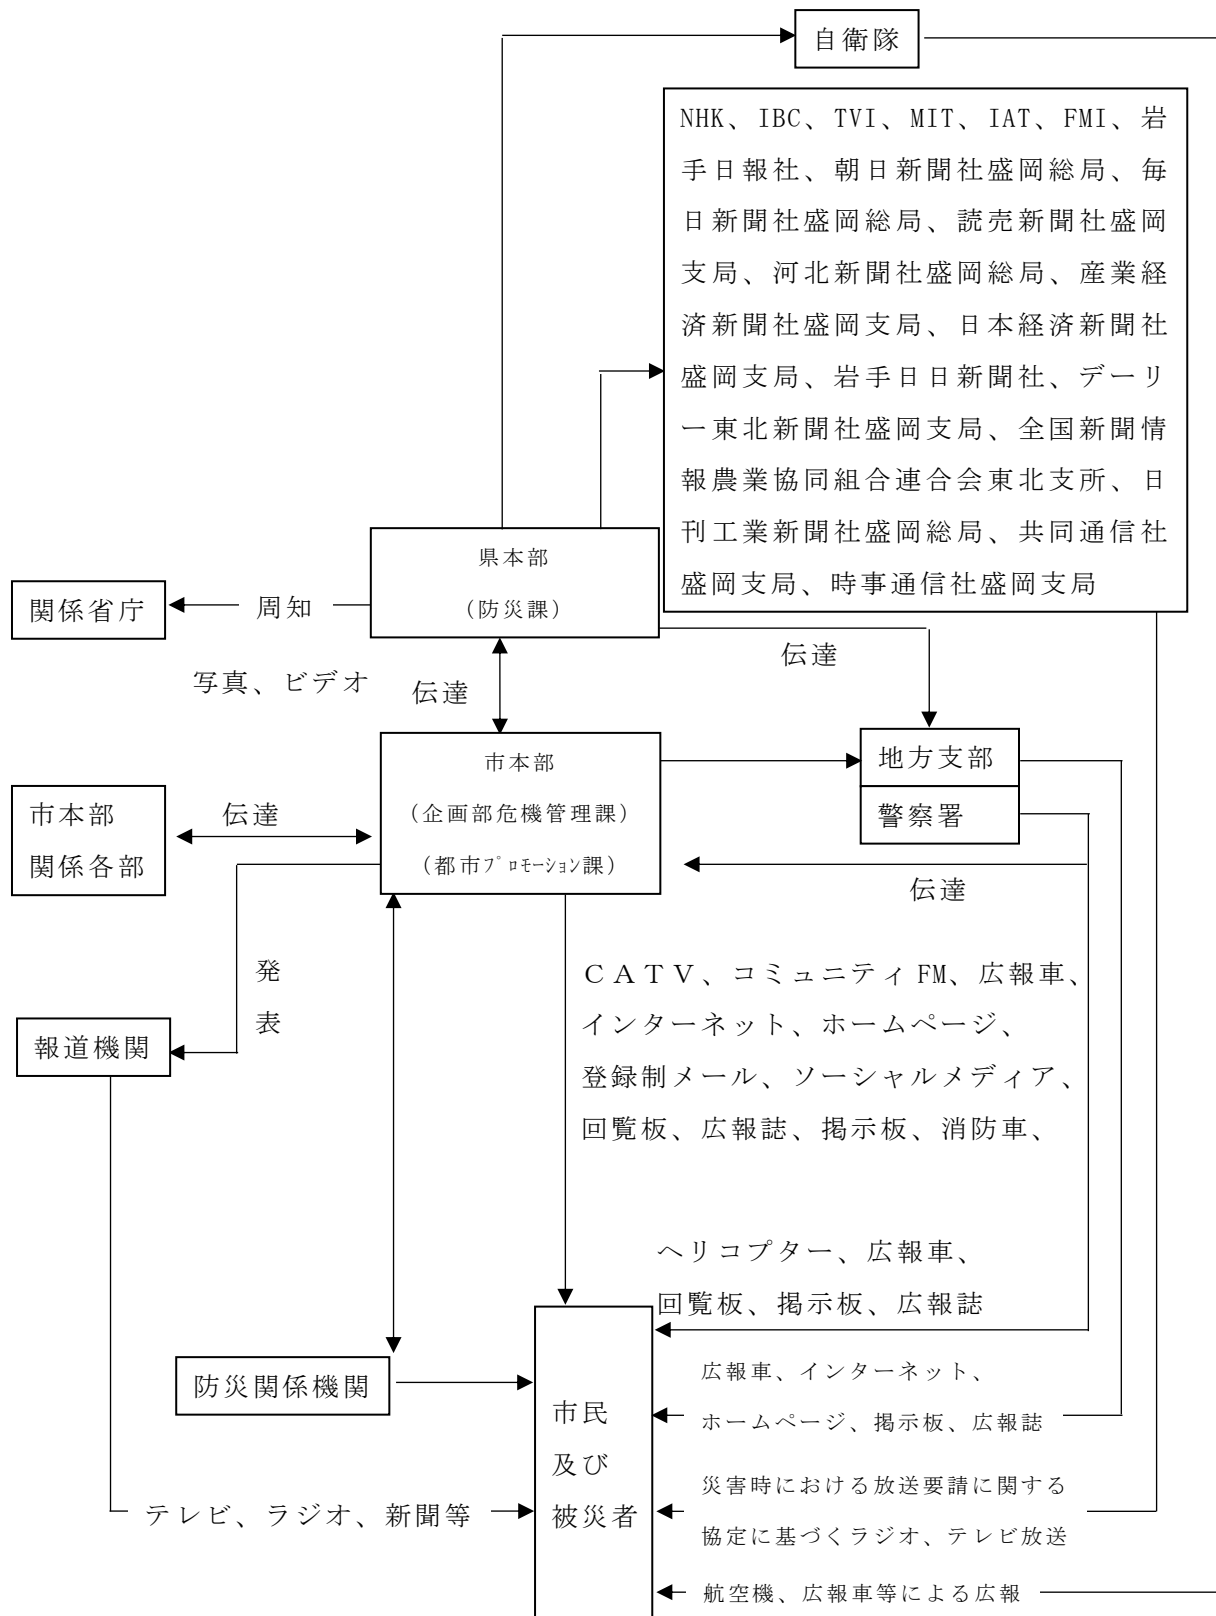 自衛隊
NHK、IBC、TVI、MIT、IAT、FMI、岩
手日報社、朝日新聞社盛岡総局、毎
日新聞社盛岡総局、読売新聞社盛岡
支局、河北新聞社盛岡総局、産業経
済新聞社盛岡支局、日本経済新聞社
盛岡支局、岩手日日新聞社、デーリ
ー東北新聞社盛岡支局、全国新聞情
報農業協同組合連合会東北支所、日
刊工業新聞社盛岡総局、共同通信社
盛岡支局、時事通信社盛岡支局
県本部
（防災課）
関係省庁
周知
伝達
写真、ビデオ
伝達
市本部
（企画部危機管理課）
（都市ﾌﾟﾛﾓｰｼｮﾝ課）
地方支部
警察署
市本部
関係各部
伝達
伝達
発
表
ＣＡＴＶ、コミュニティ FM、広報車、
インターネット、ホームページ、
登録制メール、ソーシャルメディア、
回覧板、広報誌、掲示板、消防車、
報道機関
ヘリコプター、広報車、
回覧板、掲示板、広報誌
防災関係機関
市民
及び
被災者
広報車、インターネット、
ホームページ、掲示板、広報誌
テレビ、ラジオ、新聞等
災害時における放送要請に関する
協定に基づくラジオ、テレビ放送
航空機、広報車等による広報